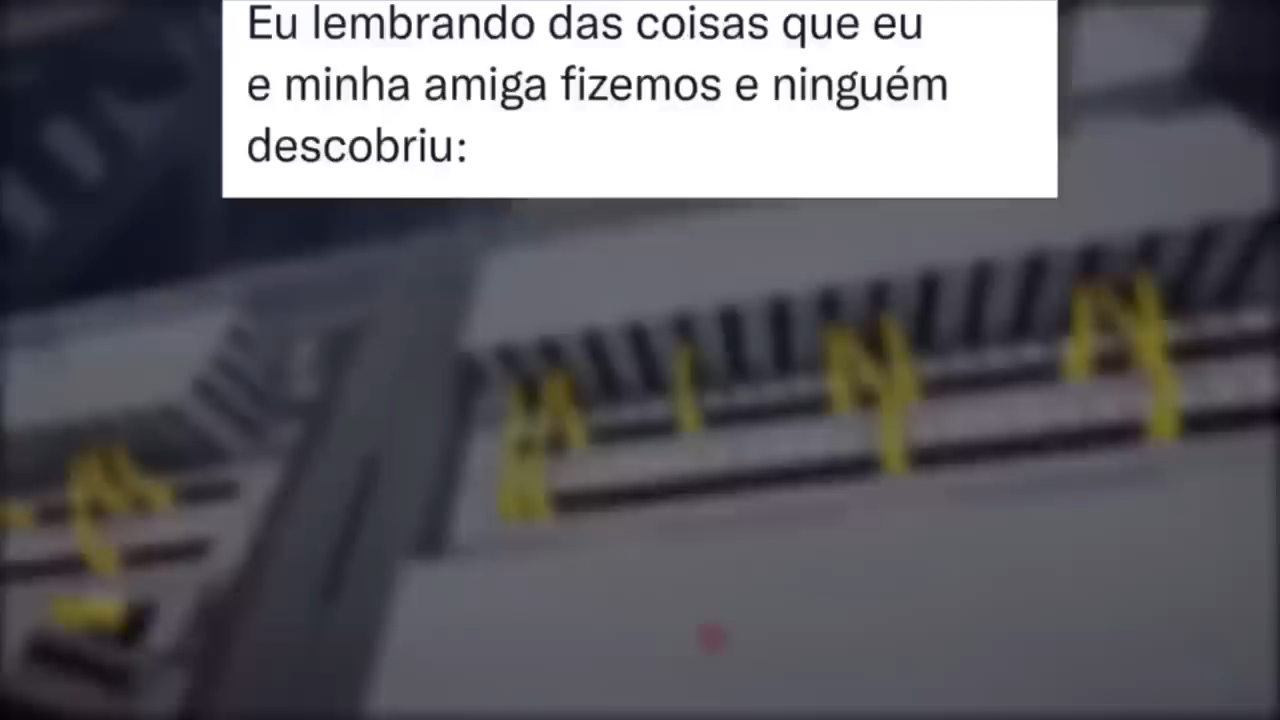 Eu lembrando das coisas que eu
e minha amiga fizemos e ninguém
descobriu: